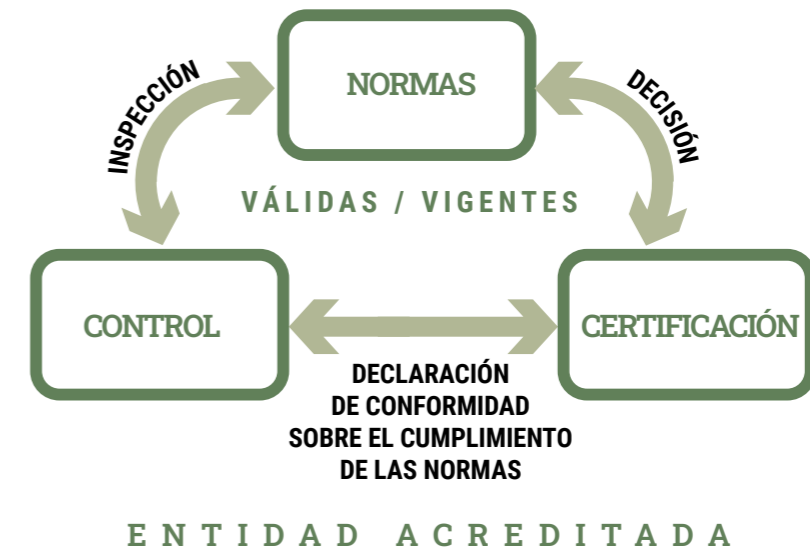 INSPECCIÓN
NORMAS
DECISIÓN
VÁLIDAS / VIGENTES
CONTROL
CERTIFICACIÓN
DECLARACIÓN
DE CONFORMIDAD
SOBRE EL CUMPLIMIENTO
DE LAS NORMAS
ENTIDAD ACREDITADA